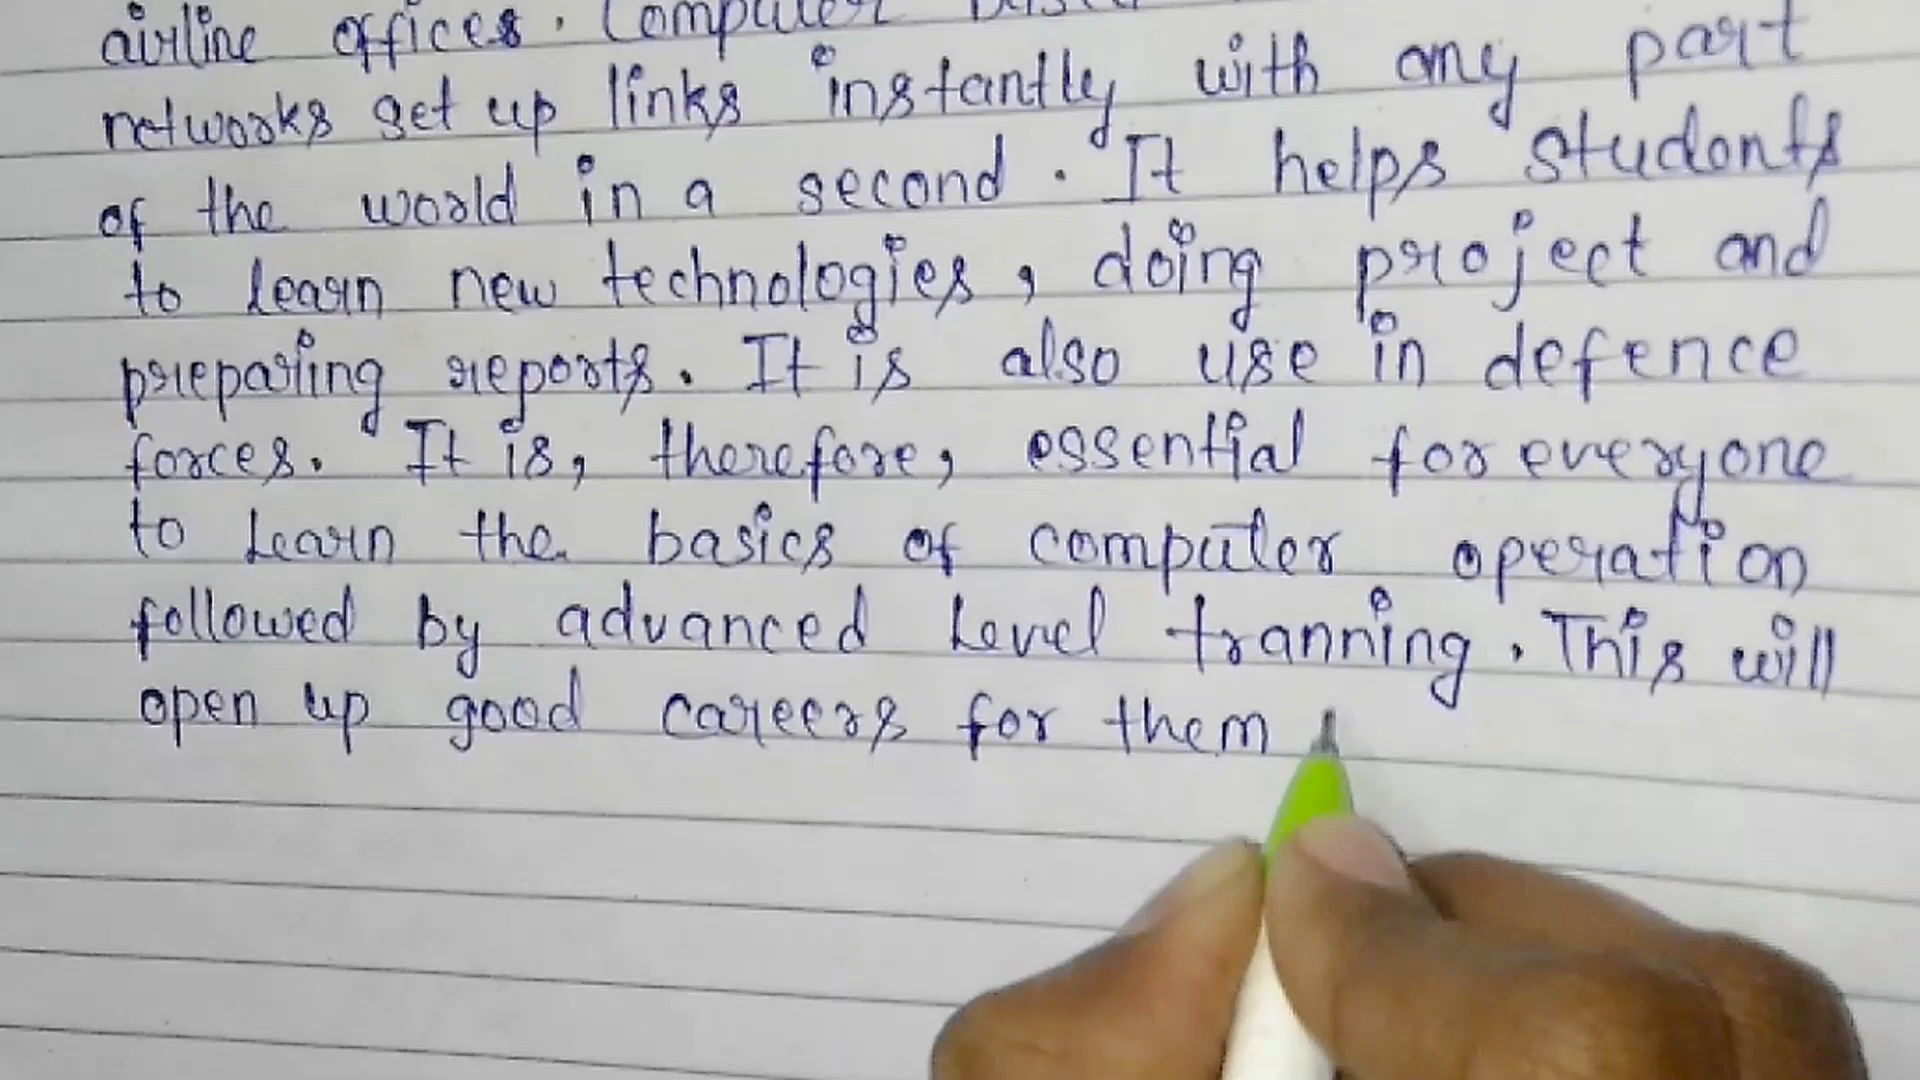 airline offices. Computer based
networks set up links instantly with any part
of the world in a second. It helps students
to learn new technologies, doing project and
preparing reports. It is also use in defence
forces. It is, therefore, essential for everyone
to learn the basics of computer operation
followed by advanced level tranning. This will
open up good careers for them